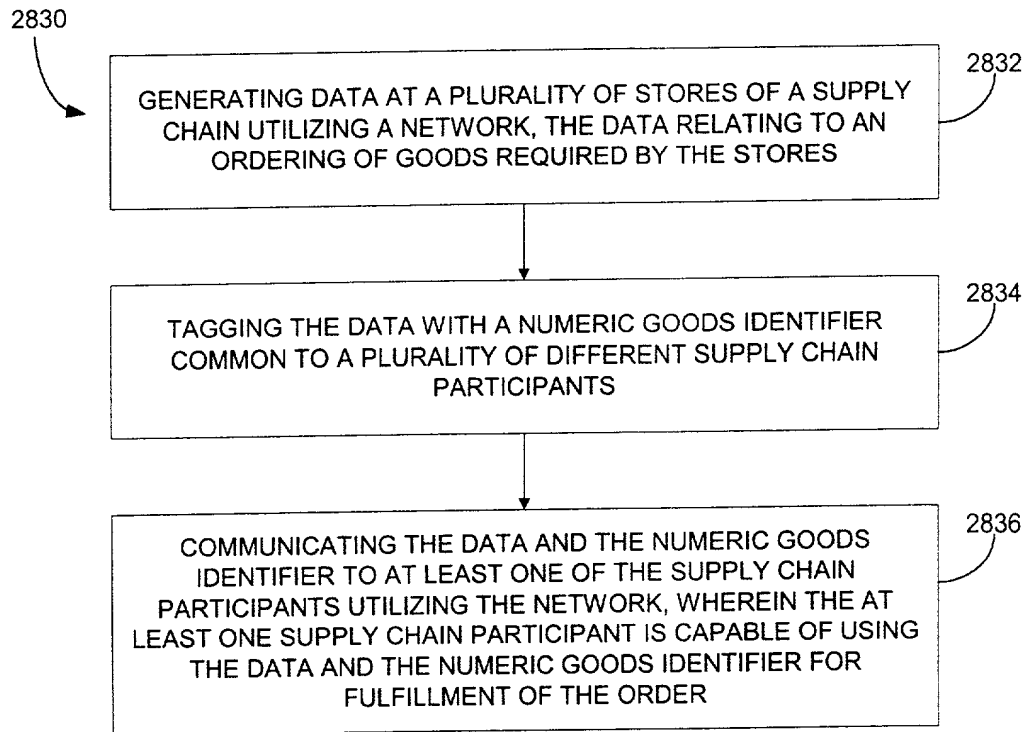 2830
2832
GENERATING DATA AT A PLURALITY OF STORES OF A SUPPLY
CHAIN UTILIZING A NETWORK, THE DATA RELATING TO AN
ORDERING OF GOODS REQUIRED BY THE STORES
2834
TAGGING THE DATA WITH A NUMERIC GOODS IDENTIFIER
COMMON TO A PLURALITY OF DIFFERENT SUPPLY CHAIN
PARTICIPANTS
2836
COMMUNICATING THE DATA AND THE NUMERIC GOODS
IDENTIFIER TO AT LEAST ONE OF THE SUPPLY CHAIN
PARTICIPANTS UTILIZING THE NETWORK, WHEREIN THE AT
LEAST ONE SUPPLY CHAIN PARTICIPANT IS CAPABLE OF USING
THE DATA AND THE NUMERIC GOODS IDENTIFIER FOR
FULFILLMENT OF THE ORDER